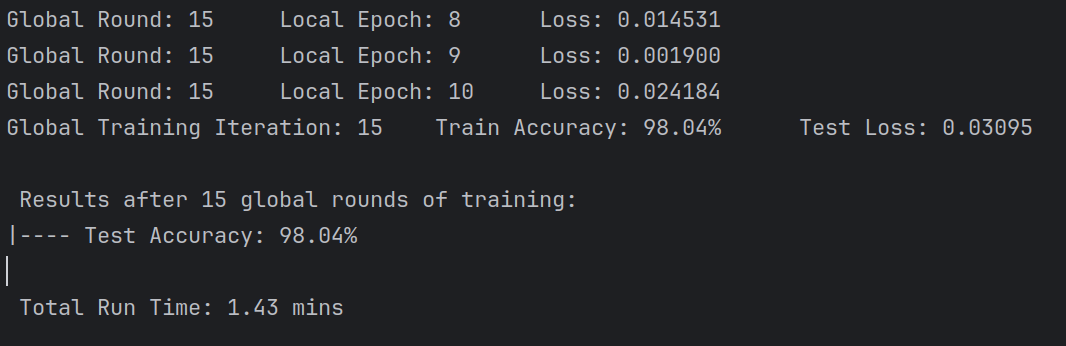 Global Round: 15 Local Epoch: 8 Loss: 0.014531
Global Round: 15 Local Epoch: 9 Loss: 0.001900
Global Round: 15 Local Epoch: 10 Loss: 0.024184
Global Training Iteration: 15 Train Accuracy: 98.04% Test Loss: 0.03095
Results after 15 global rounds of training:
|---- Test Accuracy: 98.04%
Total Run Time: 1.43 mins